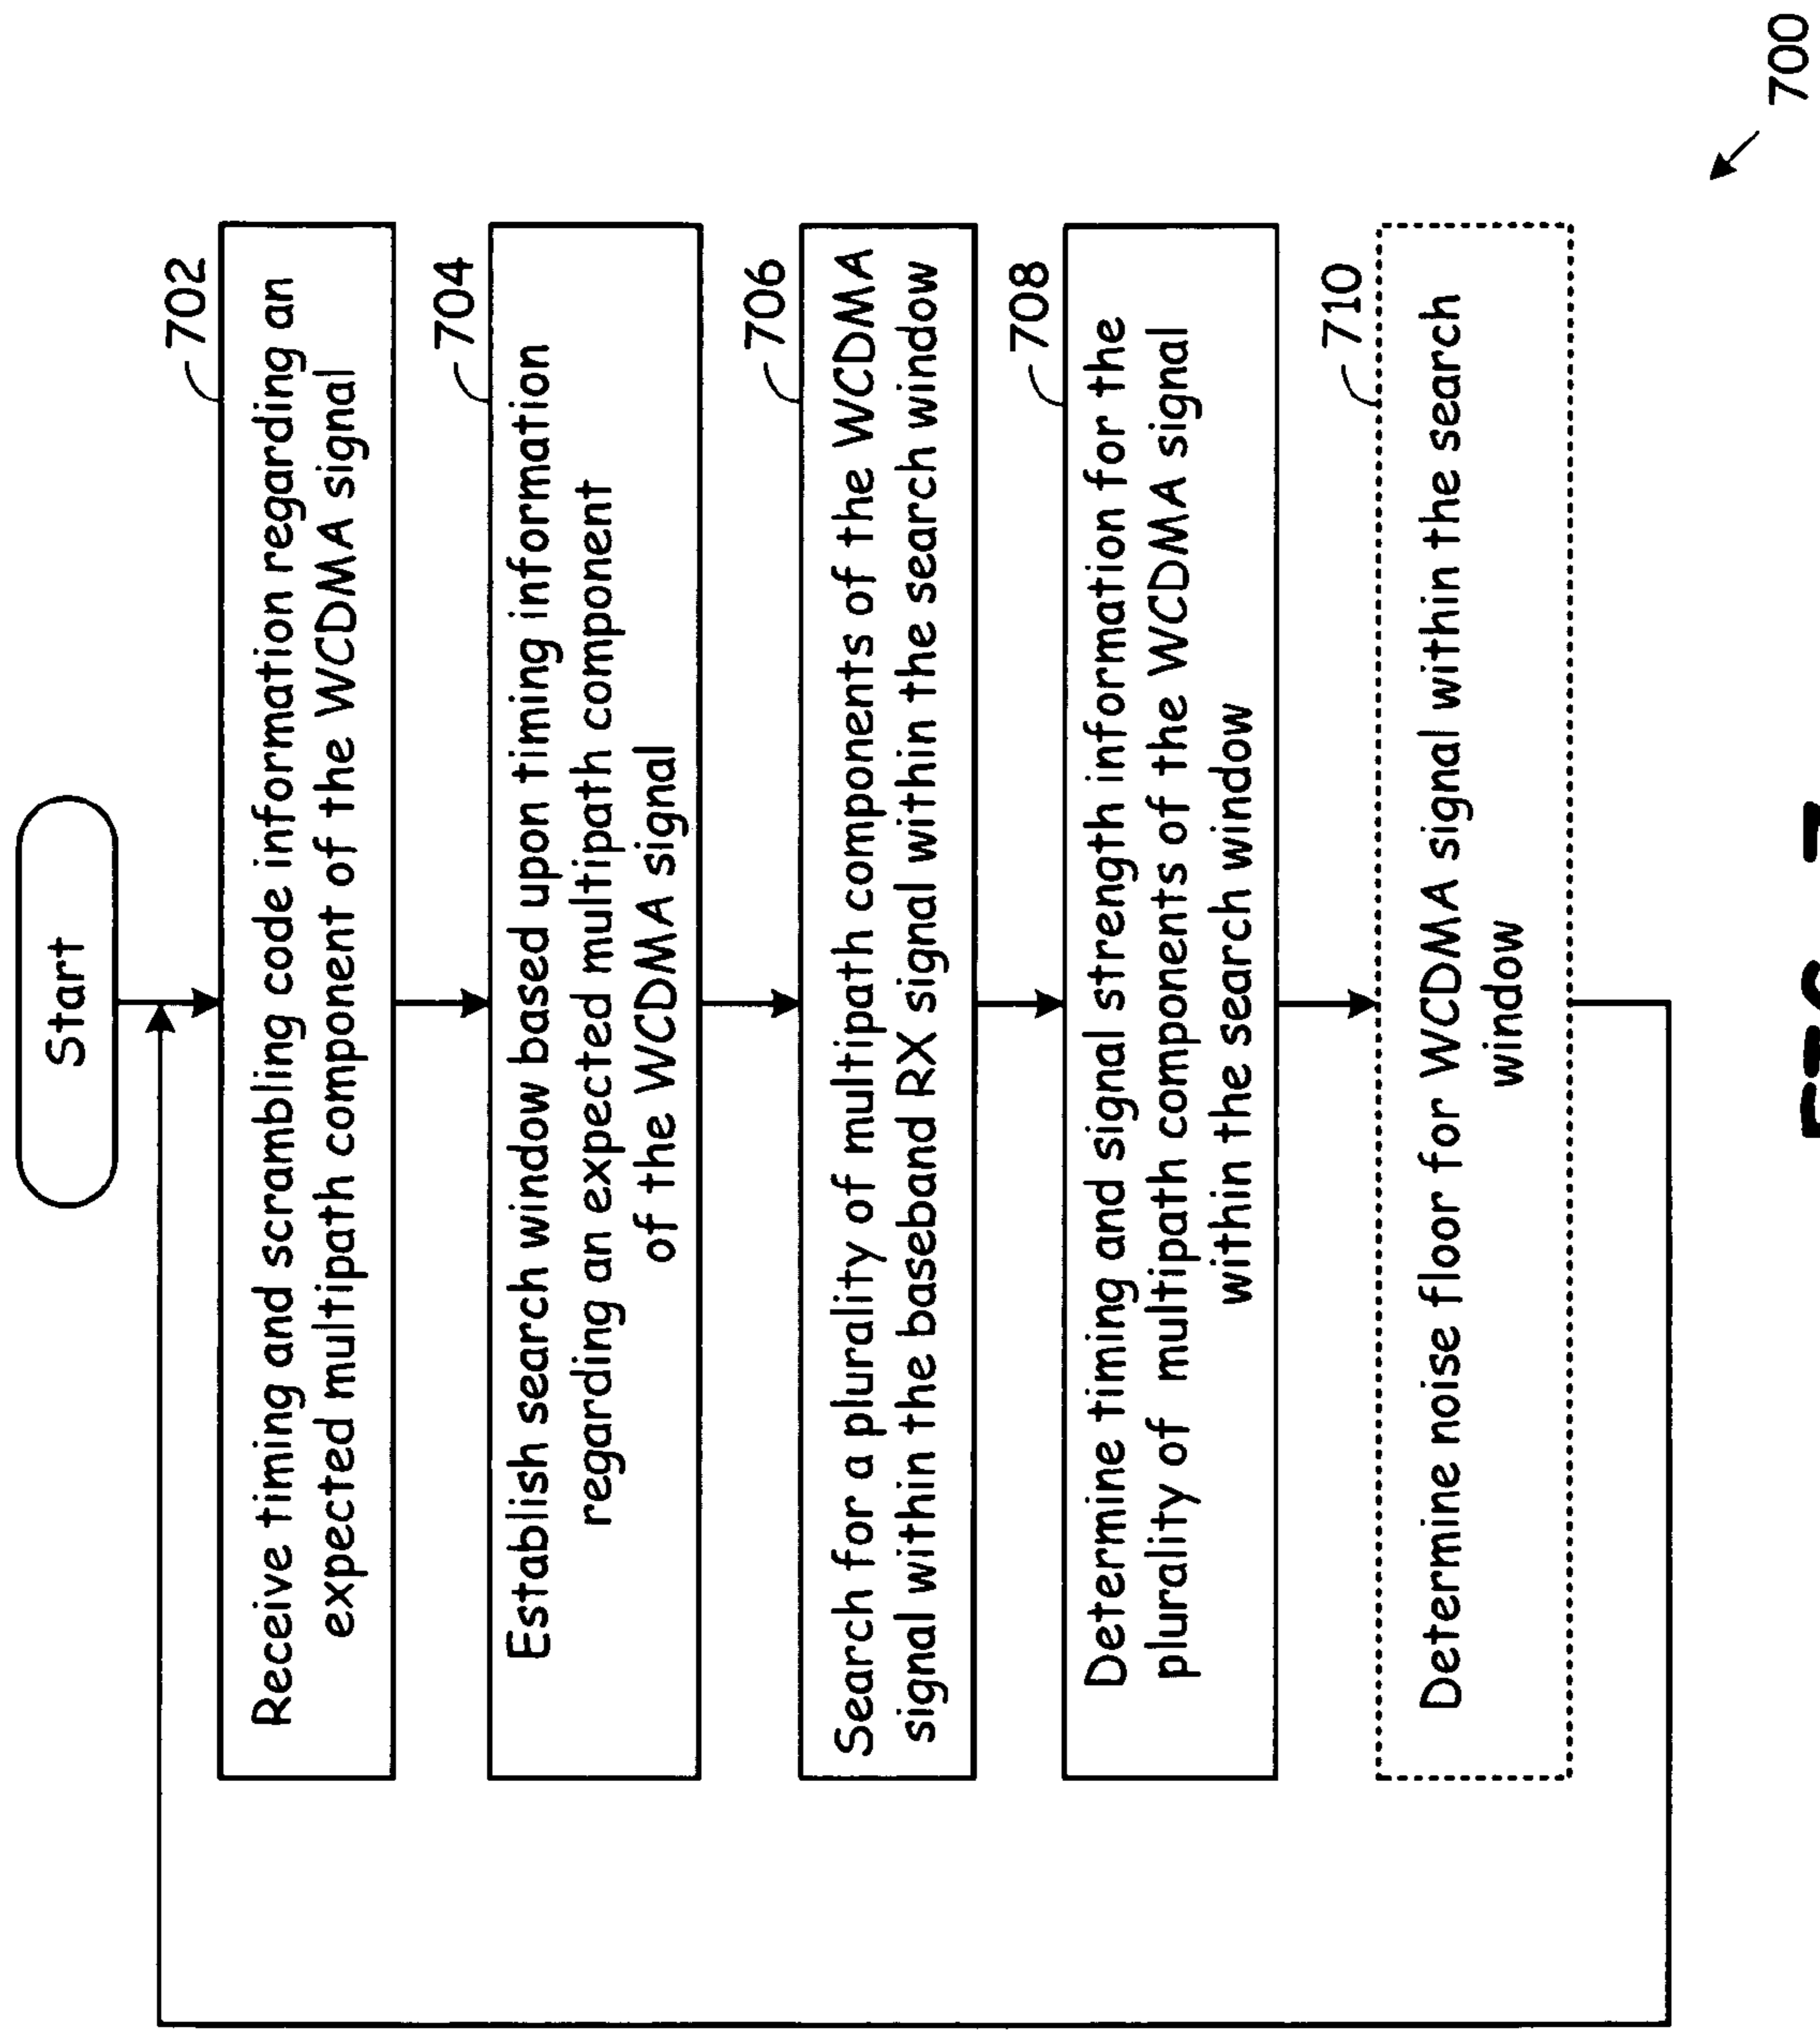 Start
702
Receive timing and scrambling code information regarding an
expected multipath component of the WCDMA signal
704
Establish search window based upon timing information
regarding an expected multipath component
of the WCDMA signal
706
Search for a plurality of multipath components of the WCDMA
signal within the baseband RX signal within the search window
708
Determine timing and signal strength information for the
plurality of multipath components of the WCDMA signal
within the search window
710
Determine noise floor for WCDMA signal within the search
window
700